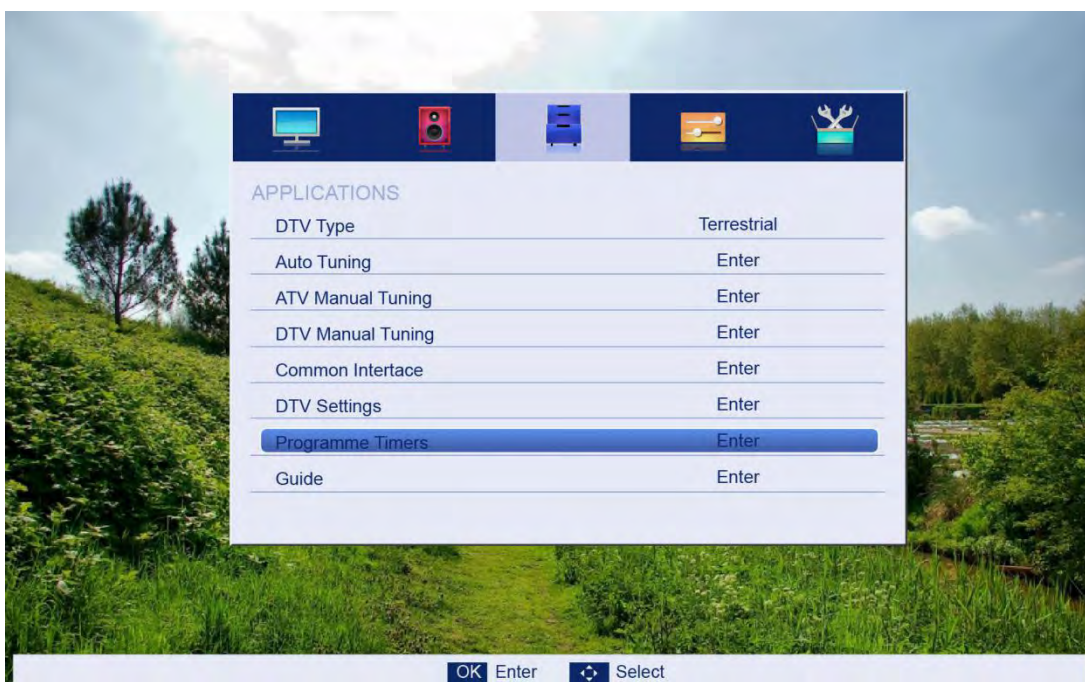 APPLICATIONS
DTV Type Terrestrial
Auto Tuning Enter
ATV Manual Tuning Enter
DTV Manual Tuning Enter
Common Intertace Enter
DTV Settings Enter
Programme Timers Enter
Guide Enter
OK Enter Select